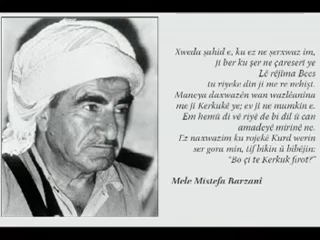 Xweda şahid e, ku ez ne şerxwaz im,
ji ber ku şer ne çareserî ye
Lê rêjîma Bees
tu riyeke din ji me re nehişt.
Maneya daxwazên wan wazlêanîna
me ji Kerkukê ye; ev jî ne mumkin e.
Em hemû di vê riyê de bi dil û can
amadeyê mirinê ne.
Ez naxwazim ku rojekê Kurd werin
ser gora min, tif bikin û bibêjin:
"Bo çi te Kerkuk firot?"
Mele Mistefa Barzani